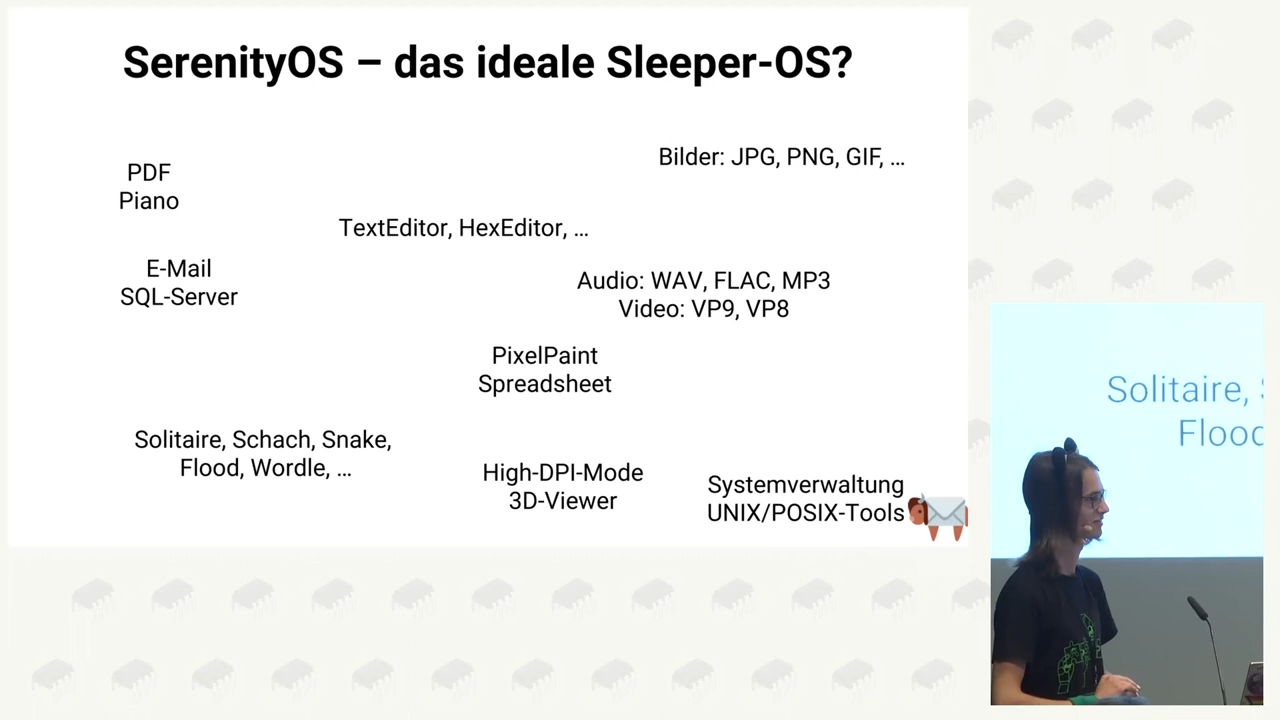 SerenityOS – das ideale Sleeper-OS?
Bilder: JPG, PNG, GIF, ...
PDF
Piano
TextEditor, HexEditor, ...
E-Mail
SQL-Server
Audio: WAV, FLAC, MP3
Video: VP9, VP8
PixelPaint
Spreadsheet
Solitaire, Schach, Snake,
Flood, Wordle, ...
High-DPI-Mode
3D-Viewer
Systemverwaltung
UNIX/POSIX-Tools
Solitaire,
Flood